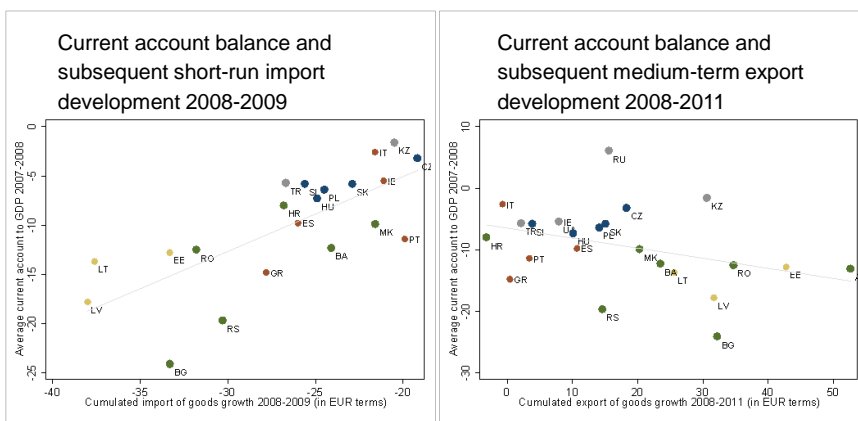 Current account balance and
subsequent short-run import
development 2008-2009
Average current account to GDP 2007-2008
0
-5
-10
-15
-20
-25
KZ
IT
CZ
IE
TR
SI
PL
SK
HU
HR
ES
MK
PT
BA
RO
EE
LT
GR
LV
RS
BG
-40
-35
-30
-25
-20
Cumulated import of goods growth 2008-2009 (in EUR terms)
Current account balance and
subsequent medium-term export
development 2008-2011
Average current account to GDP 2007-2008
10
0
-10
-20
-30
RU
IT
KZ
CZ
TR
SI
IE
UA
PL
SK
HU
HR
ES
MK
PT
BA
LT
RO
EE
GR
LV
RS
BG
0
10
20
30
40
50
Cumulated export of goods growth 2008-2011 (in EUR terms)